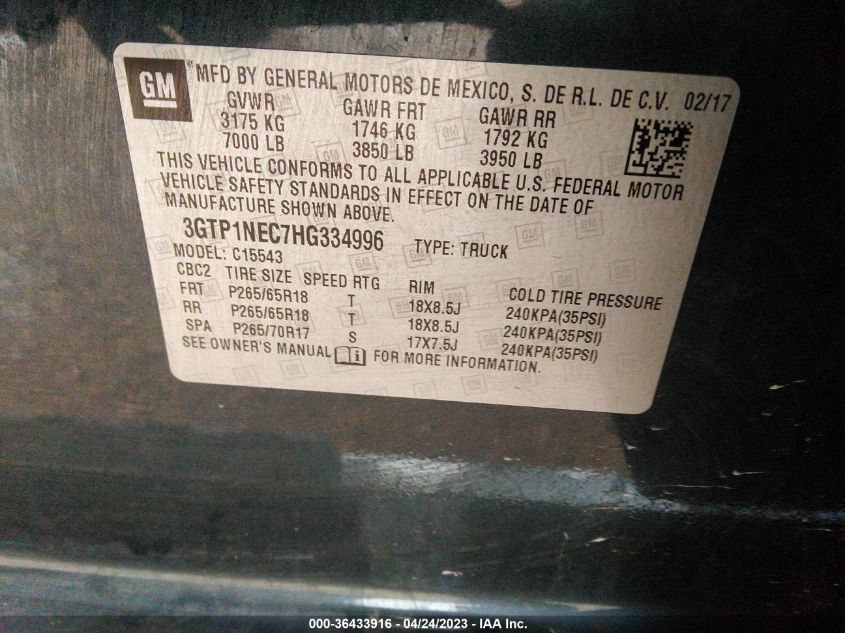 GM ® MFD BY GENERAL MOTORS DE MEXICO, S. DE R.L. DE C.V. 02/17
GVWR GAWR FRT GAWR RR
3175 KG 1746 KG 1792 KG
7000 LB 3850 LB 3950 LB
THIS VEHICLE CONFORMS TO ALL APPLICABLE U.S. FEDERAL MOTOR
VEHICLE SAFETY STANDARDS IN EFFECT ON THE DATE OF
MANUFACTURE SHOWN ABOVE.
3GTP1NEC7HG334996 TYPE: TRUCK
MODEL: C15543
CBC2 TIRE SIZE SPEED RTG RIM COLD TIRE PRESSURE
FRT P265/65R18 T 18X8.5J 240KPA(35PSI)
RR P265/65R18 T 18X8.5J 240KPA(35PSI)
SPA P265/70R17 S 17X7.5J 240KPA(35PSI)
SEE OWNER'S MANUAL FOR MORE INFORMATION.
000-36433916 - 04/24/2023 - IAA Inc.